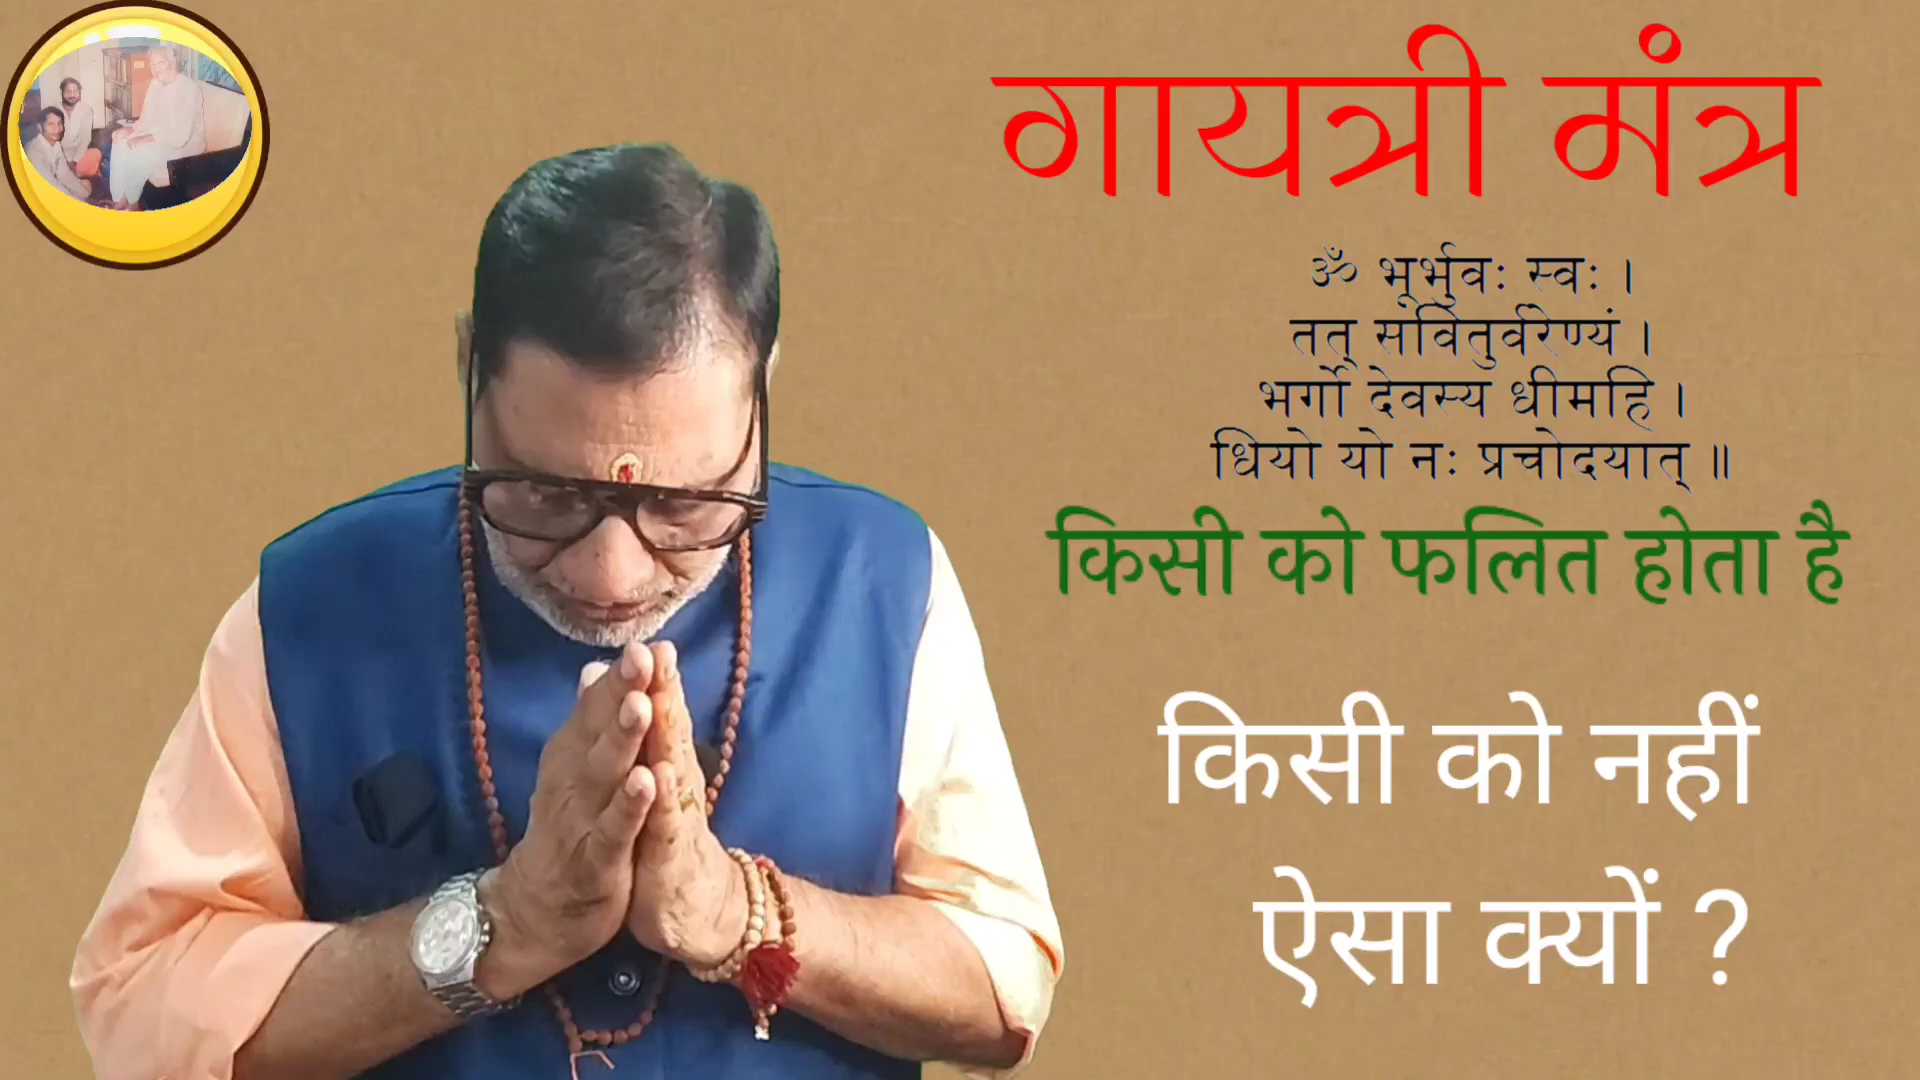 गायत्री मंत्र
ॐ भूर्भुवः स्वः ।
तत् सवितुर्वरेण्यं ।
भर्गो देवस्य धीमहि ।
धियो यो नः प्रचोदयात् ॥
किसी को फलित होता है
किसी को नहीं
ऐसा क्यों ?